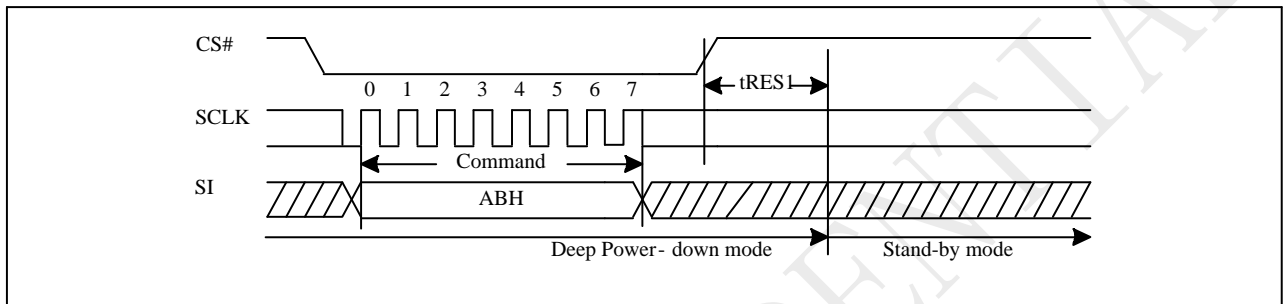 CS#
tRES1
0 1 2 3 4 5 6 7
SCLK
Command
SI
ABH
Deep Power- down mode Stand-by mode